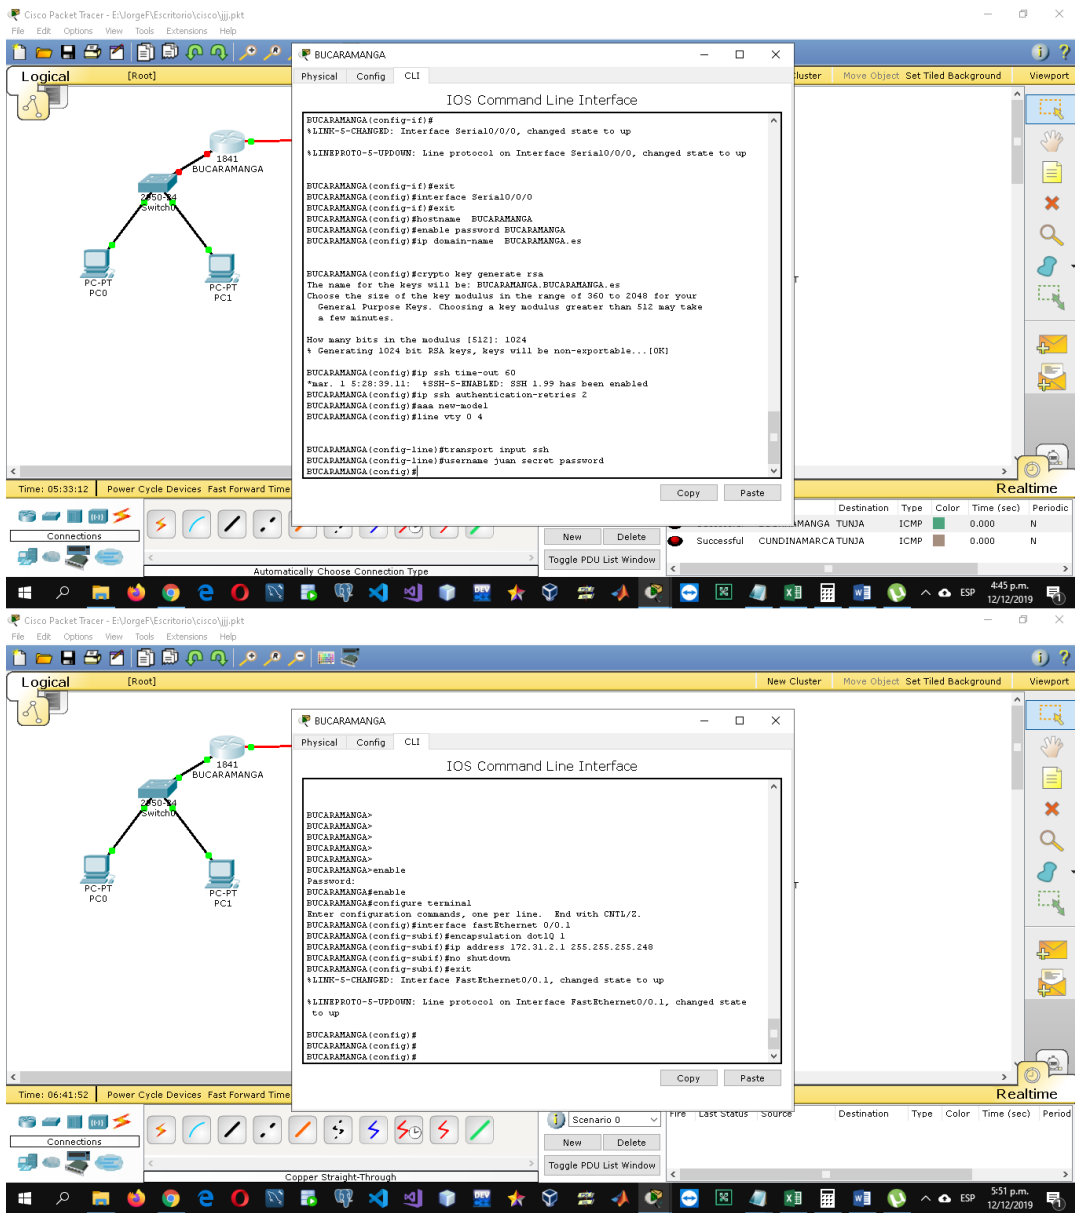 Cisco Packet Tracer - E:\JorgeF\Escritorio\cisco\jjj.pkt
File Edit Options View Tools Extensions Help
BUCARAMANGA
Physical Config CLI
Logical [Root] Cluster Move Object Set Tiled Background Viewport
IOS Command Line Interface
BUCARAMANGA(config-if)#
%LINK-5-CHANGED: Interface Serial0/0/0, changed state to up
%LINEPROTO-5-UPDOWN: Line protocol on Interface Serial0/0/0, changed state to up
BUCARAMANGA(config-if)#exit
BUCARAMANGA(config)#interface Serial0/0/0
BUCARAMANGA(config-if)#exit
BUCARAMANGA(config)#hostname BUCARAMANGA
BUCARAMANGA(config)#enable password BUCARAMANGA
BUCARAMANGA(config)#ip domain-name BUCARAMANGA.es
BUCARAMANGA(config)#crypto key generate rsa
The name for the keys will be: BUCARAMANGA.BUCARAMANGA.es
Choose the size of the key modulus in the range of 360 to 2048 for your
General Purpose Keys. Choosing a key modulus greater than 512 may take
a few minutes.
How many bits in the modulus [512]: 1024
% Generating 1024 bit RSA keys, keys will be non-exportable...[OK]
BUCARAMANGA(config)#ip ssh time-out 60
*mar. 1 5:28:39.11: %SSH-5-ENABLED: SSH 1.99 has been enabled
BUCARAMANGA(config)#ip ssh authentication-retries 2
BUCARAMANGA(config)#aaa new-model
BUCARAMANGA(config)#line vty 0 4
BUCARAMANGA(config-line)#transport input ssh
BUCARAMANGA(config-line)#username juan secret password
BUCARAMANGA(config)#
Copy Paste
1841
BUCARAMANGA
2950-24
Switch0
PC-PT
PC0
PC-PT
PC1
Time: 05:33:12 Power Cycle Devices Fast Forward Time Realtime
Connections
Automatically Choose Connection Type
New Delete
Toggle PDU List Window
Destination Type Color Time (sec) Periodic
TUNJA ICMP 0.000 N
Successful CUNDINAMARCA TUNJA ICMP 0.000 N
ESP 4:45 p.m.
12/12/2019
Cisco Packet Tracer - E:\JorgeF\Escritorio\cisco\jjj.pkt
File Edit Options View Tools Extensions Help
Logical [Root] New Cluster Move Object Set Tiled Background Viewport
BUCARAMANGA
Physical Config CLI
IOS Command Line Interface
BUCARAMANGA>
BUCARAMANGA>
BUCARAMANGA>
BUCARAMANGA>
BUCARAMANGA>
BUCARAMANGA>enable
Password:
BUCARAMANGA#enable
BUCARAMANGA#configure terminal
Enter configuration commands, one per line. End with CNTL/Z.
BUCARAMANGA(config)#interface fastEthernet 0/0.1
BUCARAMANGA(config-subif)#encapsulation dot1Q 1
BUCARAMANGA(config-subif)#ip address 172.31.2.1 255.255.255.248
BUCARAMANGA(config-subif)#no shutdown
BUCARAMANGA(config-subif)#exit
%LINK-5-CHANGED: Interface FastEthernet0/0.1, changed state to up
%LINEPROTO-5-UPDOWN: Line protocol on Interface FastEthernet0/0.1, changed state
to up
BUCARAMANGA(config)#
BUCARAMANGA(config)#
BUCARAMANGA(config)#
Copy Paste
1841
BUCARAMANGA
2950-24
Switch0
PC-PT
PC0
PC-PT
PC1
Time: 06:41:52 Power Cycle Devices Fast Forward Time Realtime
Connections
Copper Straight-Through
Scenario 0
New Delete
Toggle PDU List Window
Fire Last Status Source Destination Type Color Time (sec) Period
ESP 5:51 p.m.
12/12/2019